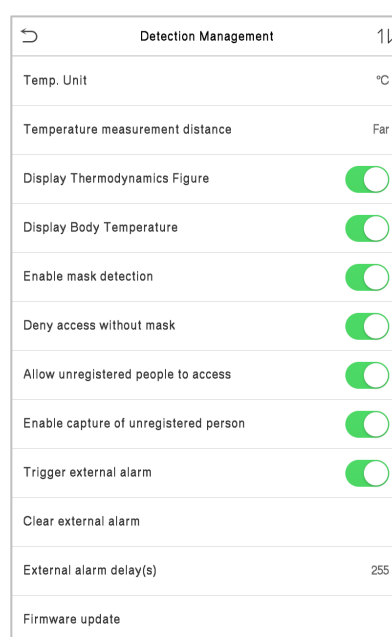 Detection Management
Temp. Unit °C
Temperature measurement distance Far
Display Thermodynamics Figure
Display Body Temperature
Enable mask detection
Deny access without mask
Allow unregistered people to access
Enable capture of unregistered person
Trigger external alarm
Clear external alarm
External alarm delay(s) 255
Firmware update